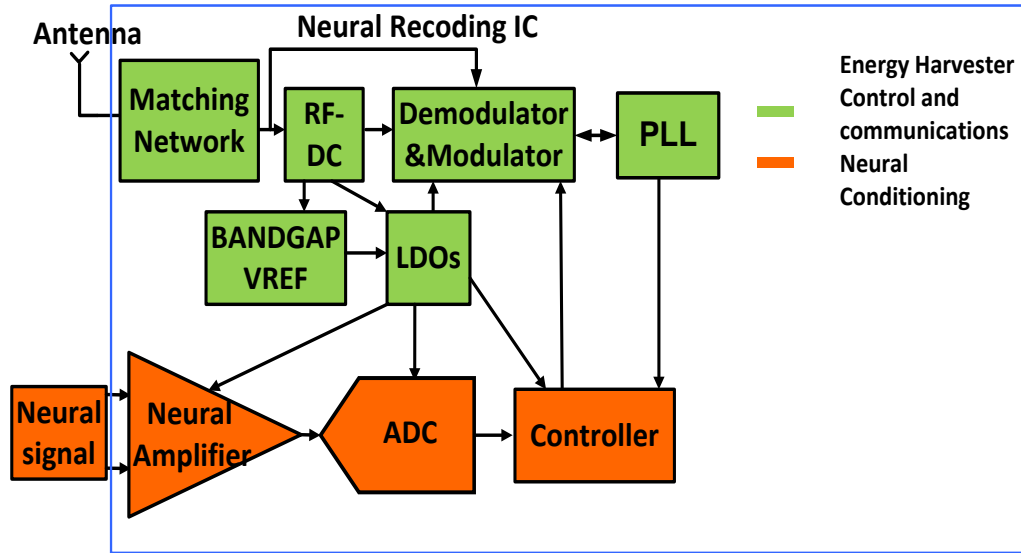 Antenna
Neural Recoding IC
Matching
Network
RF-
DC
Demodulator
&Modulator
PLL
Energy Harvester
Control and
communications
Neural
Conditioning
BANDGAP
VREF
LDOs
Neural
signal
Neural
Amplifier
ADC
Controller